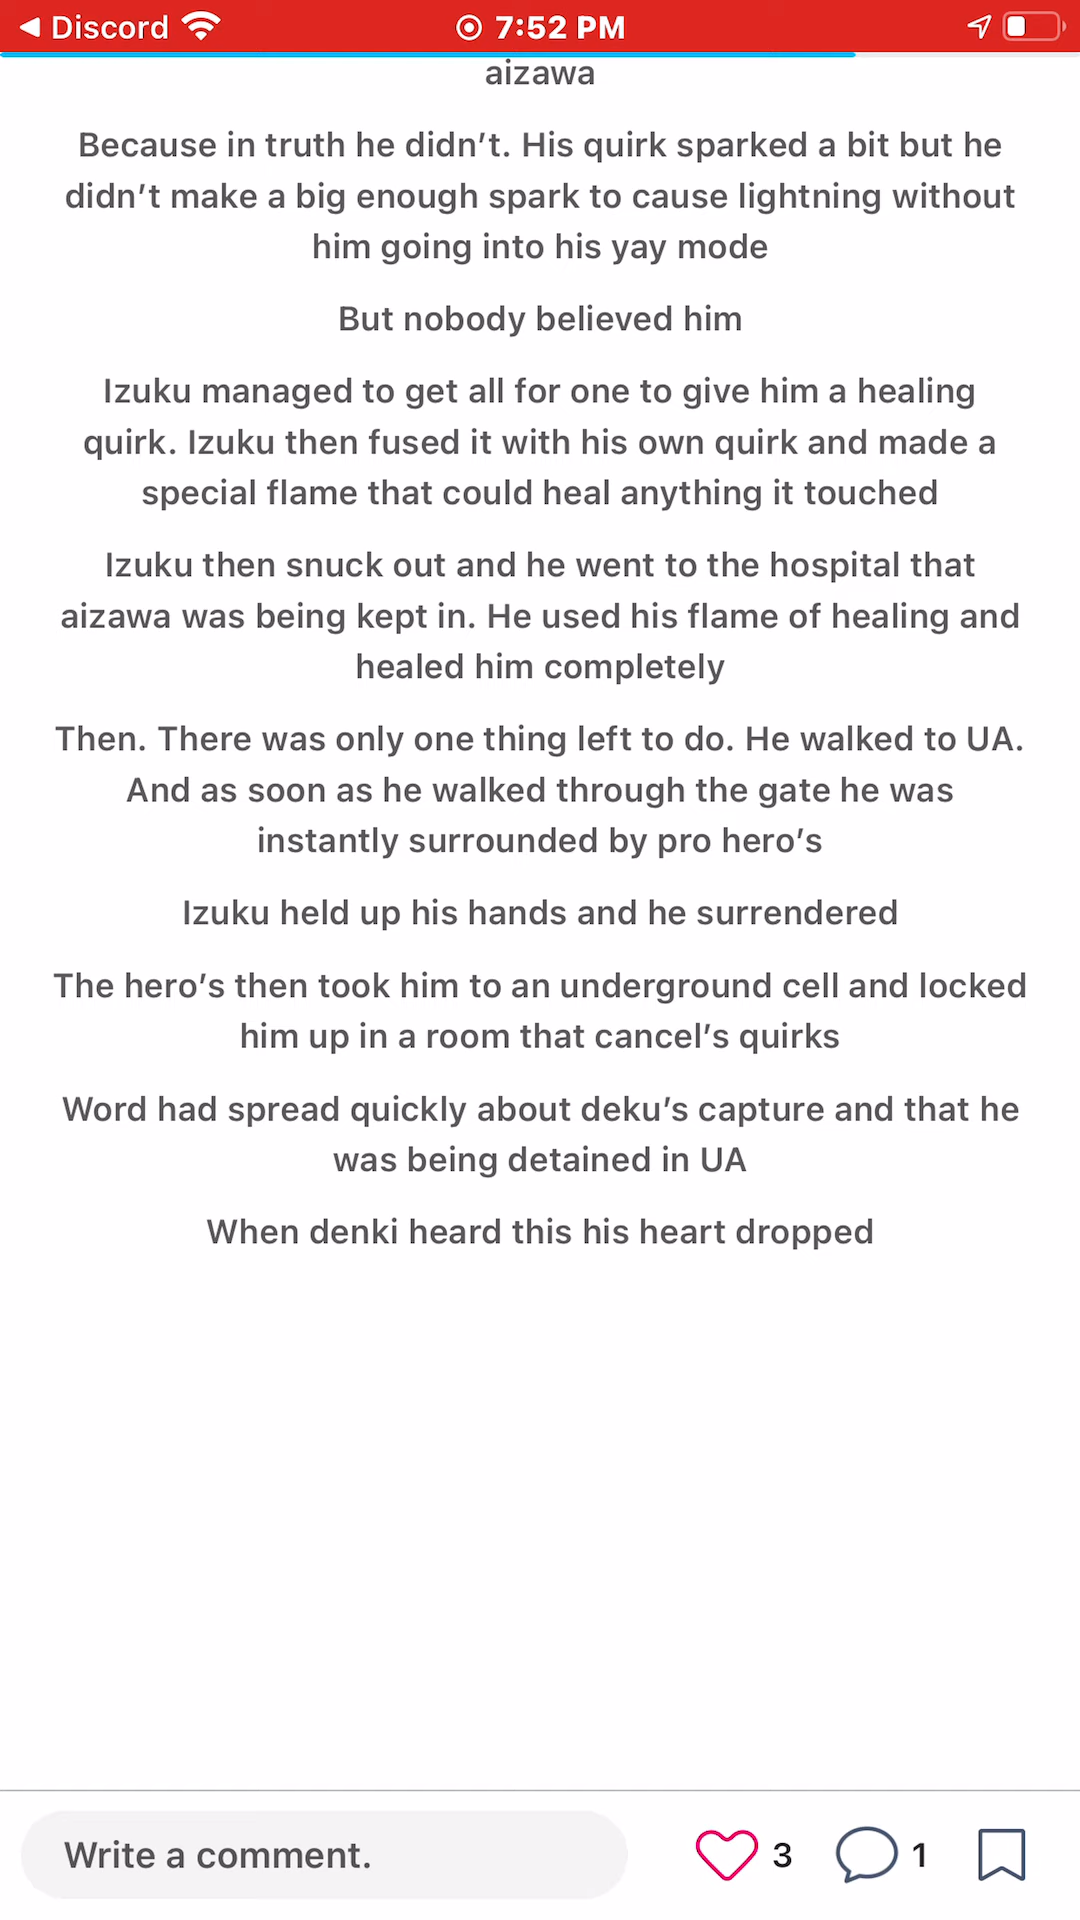 Discord
7:52 PM
aizawa
Because in truth he didn’t. His quirk sparked a bit but he
didn’t make a big enough spark to cause lightning without
him going into his yay mode
But nobody believed him
Izuku managed to get all for one to give him a healing
quirk. Izuku then fused it with his own quirk and made a
special flame that could heal anything it touched
Izuku then snuck out and he went to the hospital that
aizawa was being kept in. He used his flame of healing and
healed him completely
Then. There was only one thing left to do. He walked to UA.
And as soon as he walked through the gate he was
instantly surrounded by pro hero’s
Izuku held up his hands and he surrendered
The hero’s then took him to an underground cell and locked
him up in a room that cancel’s quirks
Word had spread quickly about deku’s capture and that he
was being detained in UA
When denki heard this his heart dropped
Write a comment.
3
1